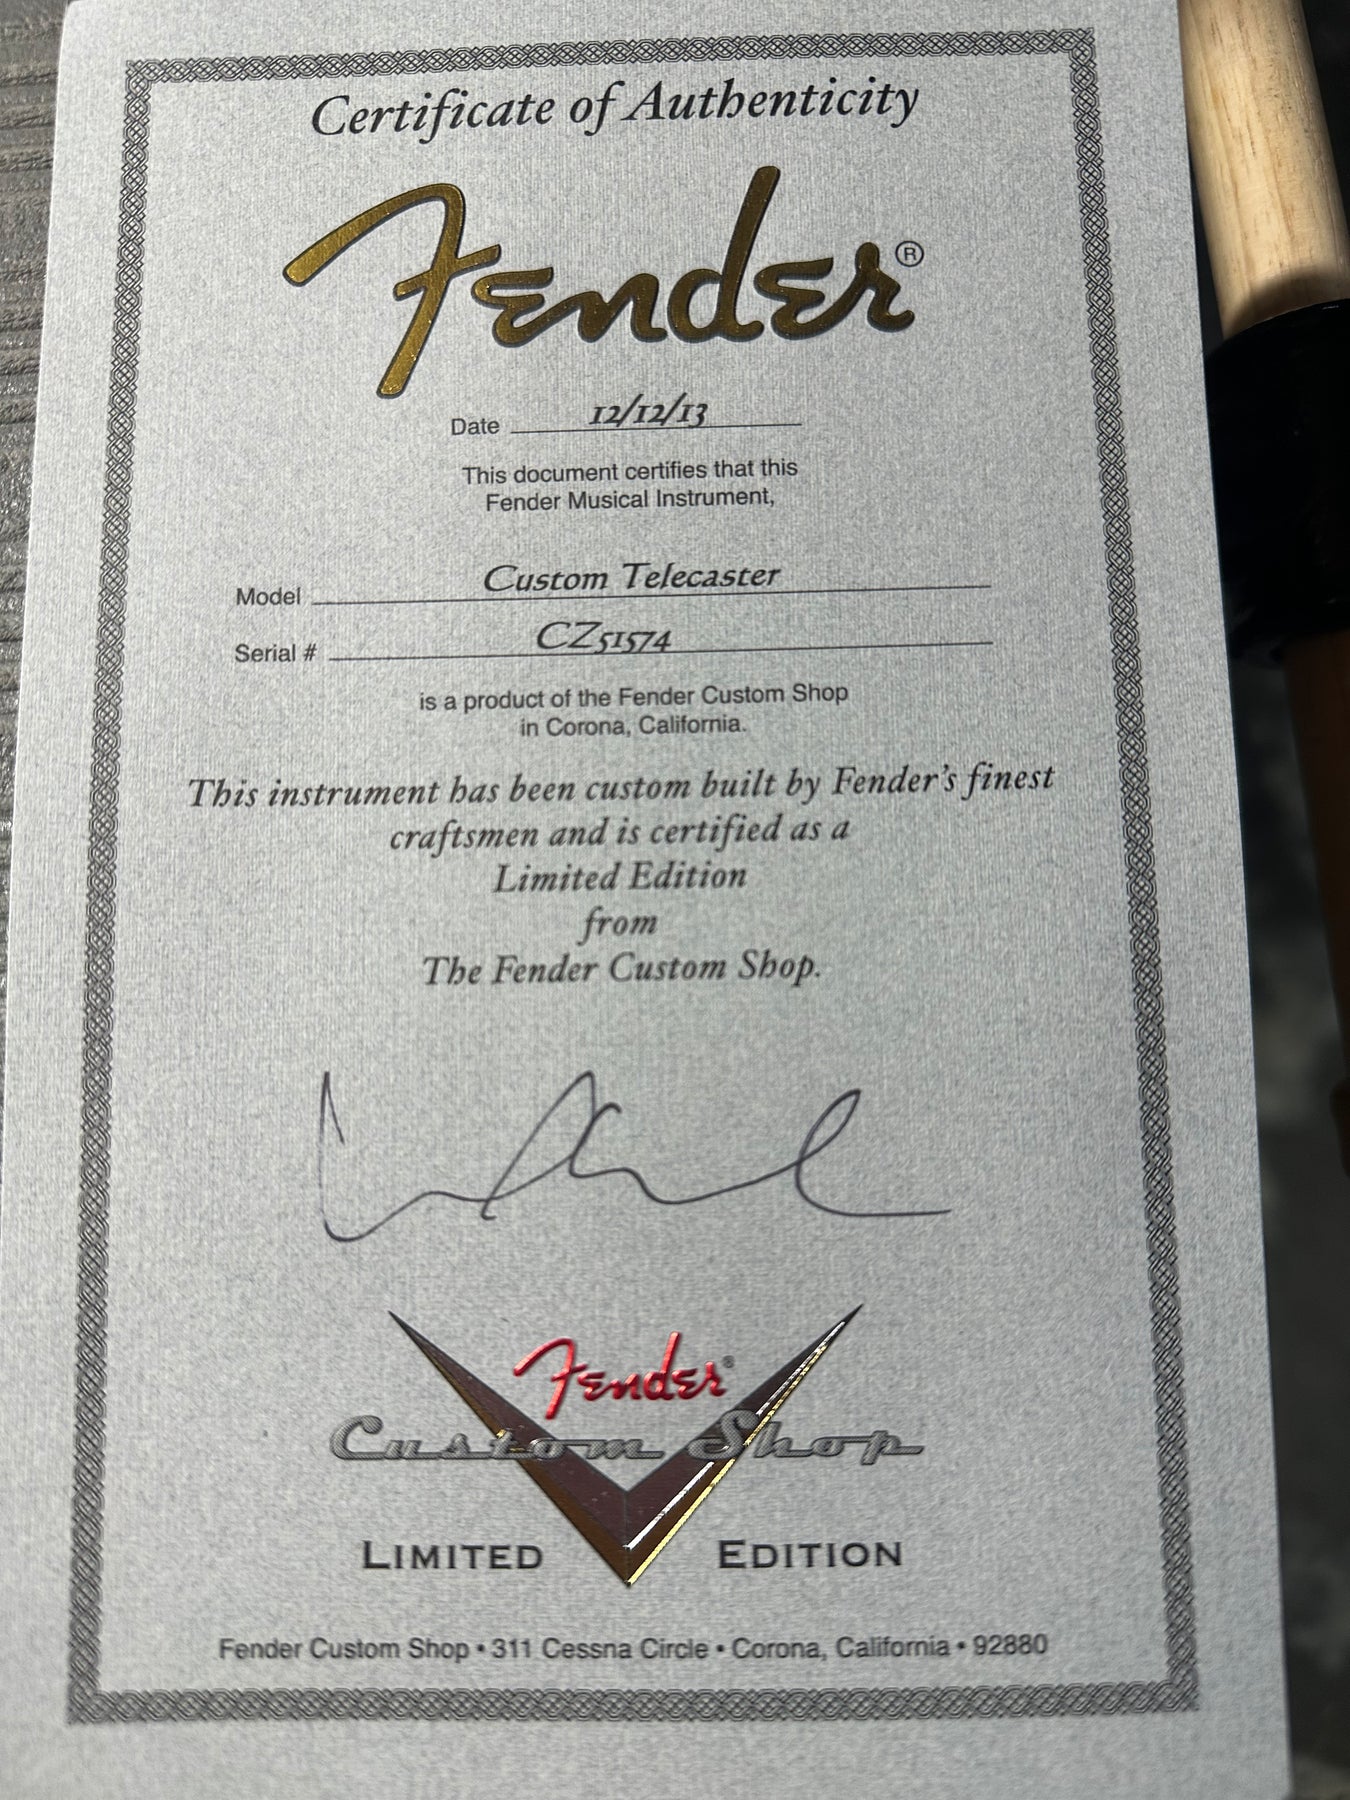 Certificate of Authenticity
Fender®
Date 12/12/13
This document certifies that this
Fender Musical Instrument,
Model Custom Telecaster
Serial # CZ51574
is a product of the Fender Custom Shop
in Corona, California.
This instrument has been custom built by Fender's finest
craftsmen and is certified as a
Limited Edition
from
The Fender Custom Shop.
Fender®
Custom Shop
LIMITED EDITION
Fender Custom Shop • 311 Cessna Circle • Corona, California • 92880